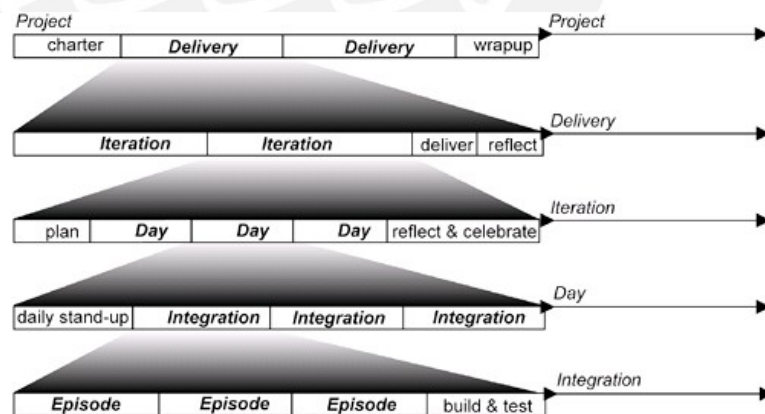 Project Project
charter Delivery Delivery wrapup
Delivery
Iteration Iteration deliver reflect
Iteration
plan Day Day Day reflect & celebrate
Day
daily stand-up Integration Integration Integration
Integration
Episode Episode Episode build & test